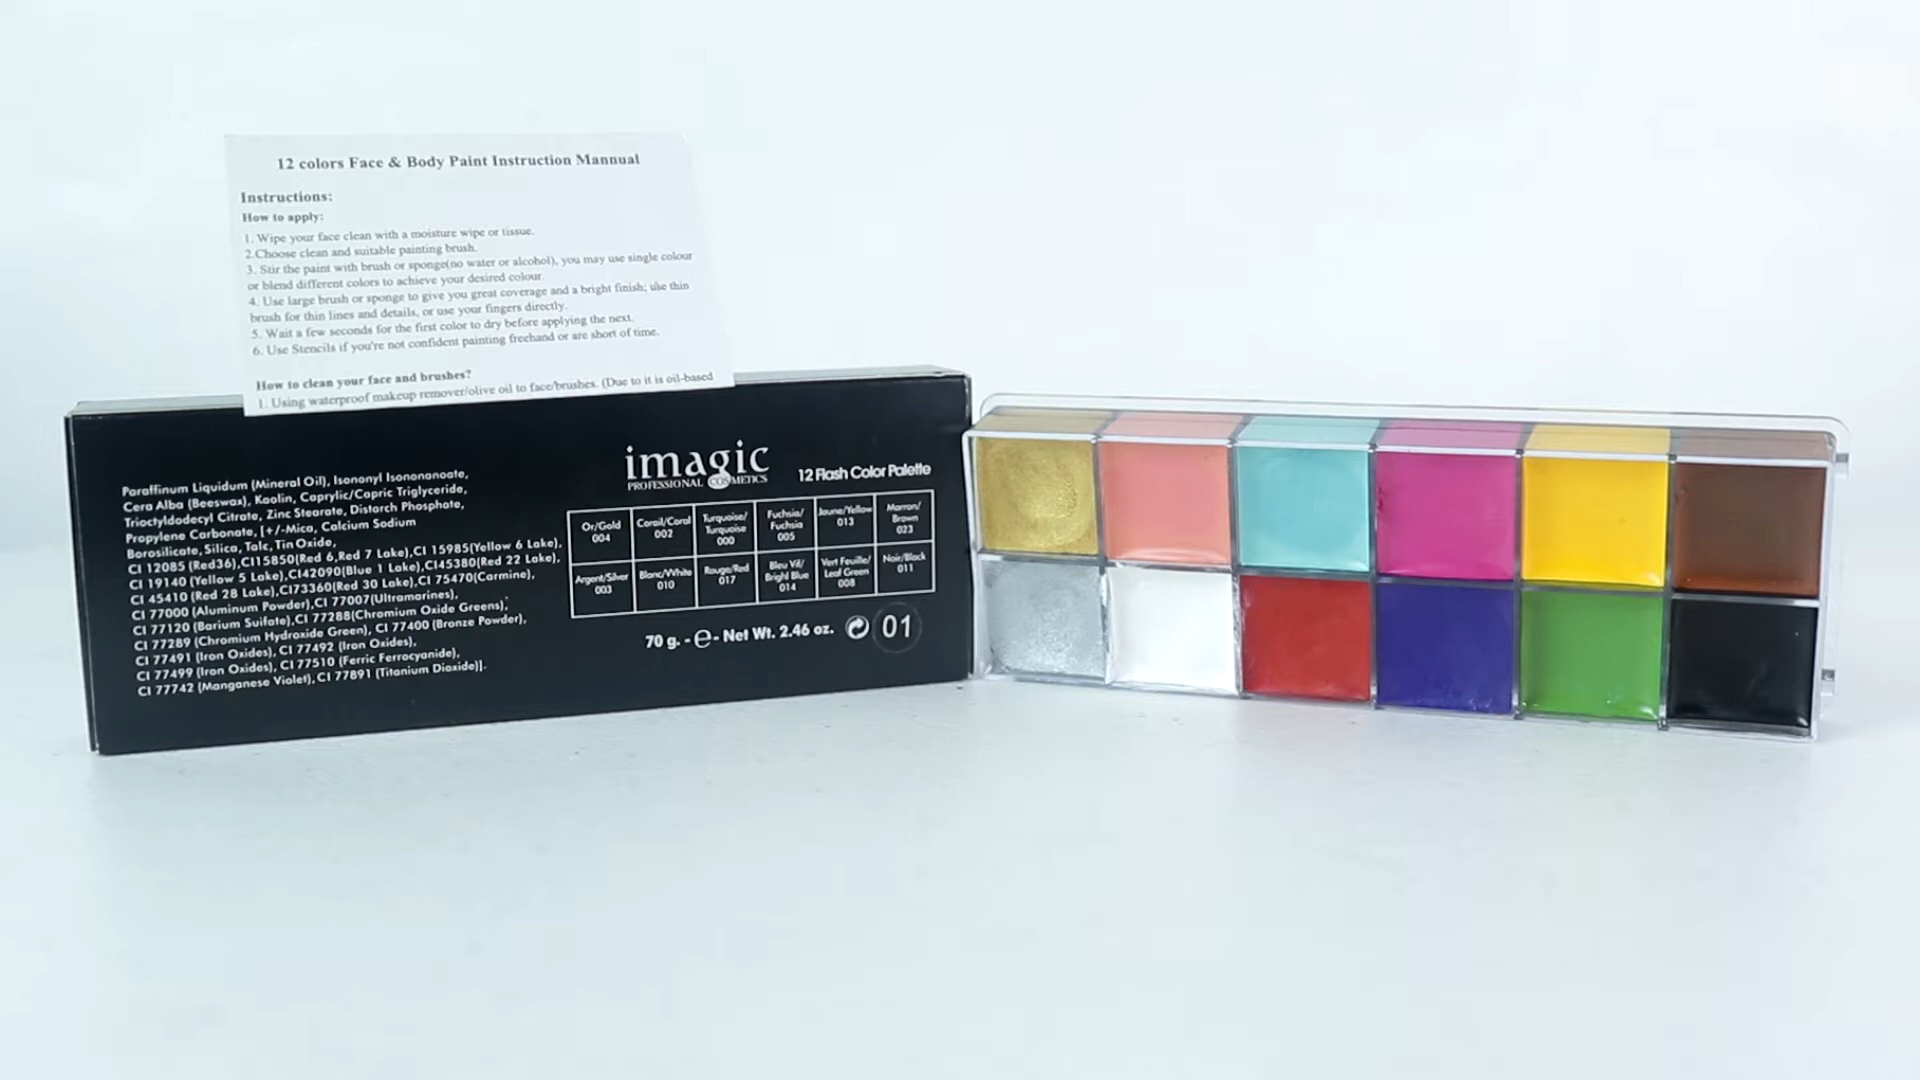 12 colors Face & Body Paint Instruction Mannual
Instructions:
How to apply:
1. Wipe your face clean with a moisture wipe or tissue.
2.Choose clean and suitable painting brush.
3. Stir the paint with brush or sponge(no water or alcohol), you may use single colour
or blend different colors to achieve your desired colour.
4. Use large brush or sponge to give you great coverage and a bright finish; use thin
brush for thin lines and details, or use your fingers directly.
5. Wait a few seconds for the first color to dry before applying the next.
6. Use Stencils if you're not confident painting freehand or are short of time.
How to clean your face and brushes?
1. Using waterproof makeup remover/olive oil to face/brushes. (Due to it is oil-based
Paraffinum Liquidum (Mineral Oil), Isononyl Isononanoate,
Cera Alba (Beeswax), Kaolin, Caprylic/Capric Triglyceride,
Trioctyldodecyl Citrate, Zinc Stearate, Distarch Phosphate,
Propylene Carbonate, [+/-Mica, Calcium Sodium
Borosilicate, Silica, Talc, Tin Oxide,
CI 12085 (Red36),CI15850(Red 6,Red 7 Lake),CI 15985(Yellow 6 Lake),
CI 19140 (Yellow 5 Lake),CI42090(Blue 1 Lake),CI45380(Red 22 Lake),
CI 45410 (Red 28 Lake),CI73360(Red 30 Lake),CI 75470(Carmine),
CI 77000 (Aluminum Powder),CI 77007(Ultramarines),
CI 77120 (Barium Sulfate),CI 77288(Chromium Oxide Greens),
CI 77289 (Chromium Hydroxide Green), CI 77400 (Bronze Powder),
CI 77491 (Iron Oxides), CI 77492 (Iron Oxides),
CI 77499 (Iron Oxides), CI 77510 (Ferric Ferrocyanide),
CI 77742 (Manganese Violet),CI 77891 (Titanium Dioxide)].
imagic
PROFESSIONAL COSMETICS
12 Flash Color Palette
Or/Gold
004
Corail/Coral
002
Turquoise/
Turquoise
000
Fuchsia/
Fuchsia
005
Jaune/Yellow
013
Marron/
Brown
023
Argent/Silver
003
Blanc/White
010
Rouge/Red
017
Bleu Vif/
Bright Blue
014
Vert Feuille/
Leaf Green
008
Noir/Black
011
70 g. - e - Net Wt. 2.46 oz.
01